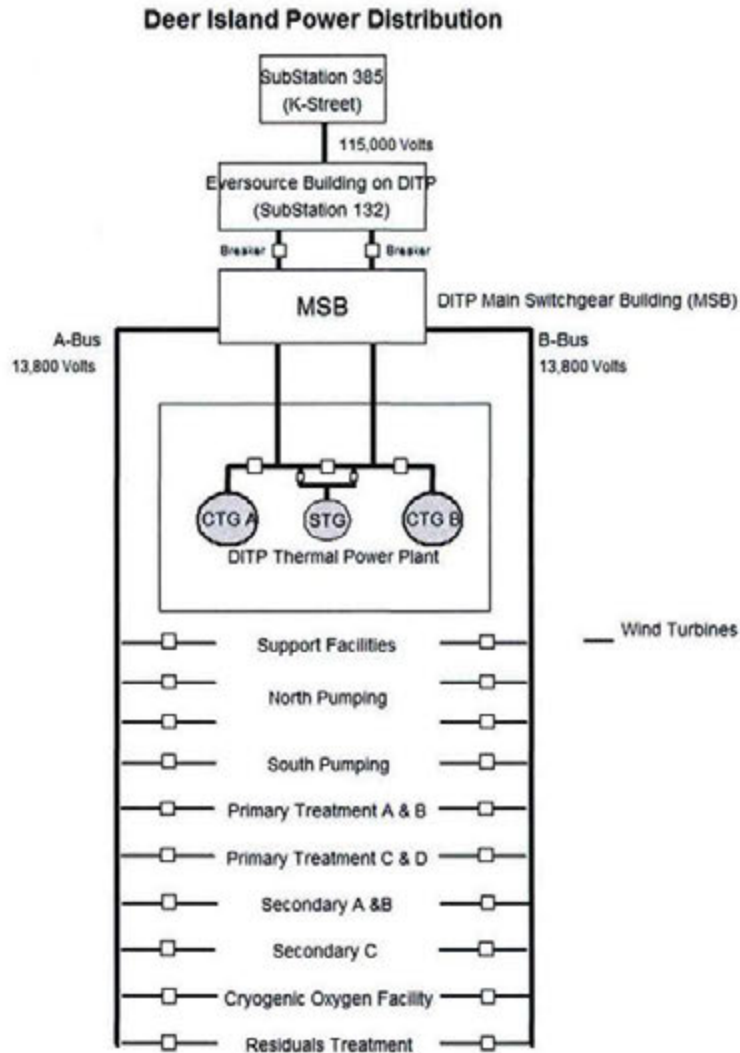 Deer Island Power Distribution
SubStation 385
(K-Street)
115,000 Volts
Eversource Building on DITP
(SubStation 132)
Breaker
Breaker
MSB
DITP Main Switchgear Building (MSB)
A-Bus
13,800 Volts
B-Bus
13,800 Volts
CTG A
STG
CTG B
DITP Thermal Power Plant
Wind Turbines
Support Facilities
North Pumping
South Pumping
Primary Treatment A & B
Primary Treatment C & D
Secondary A &B
Secondary C
Cryogenic Oxygen Facility
Residuals Treatment